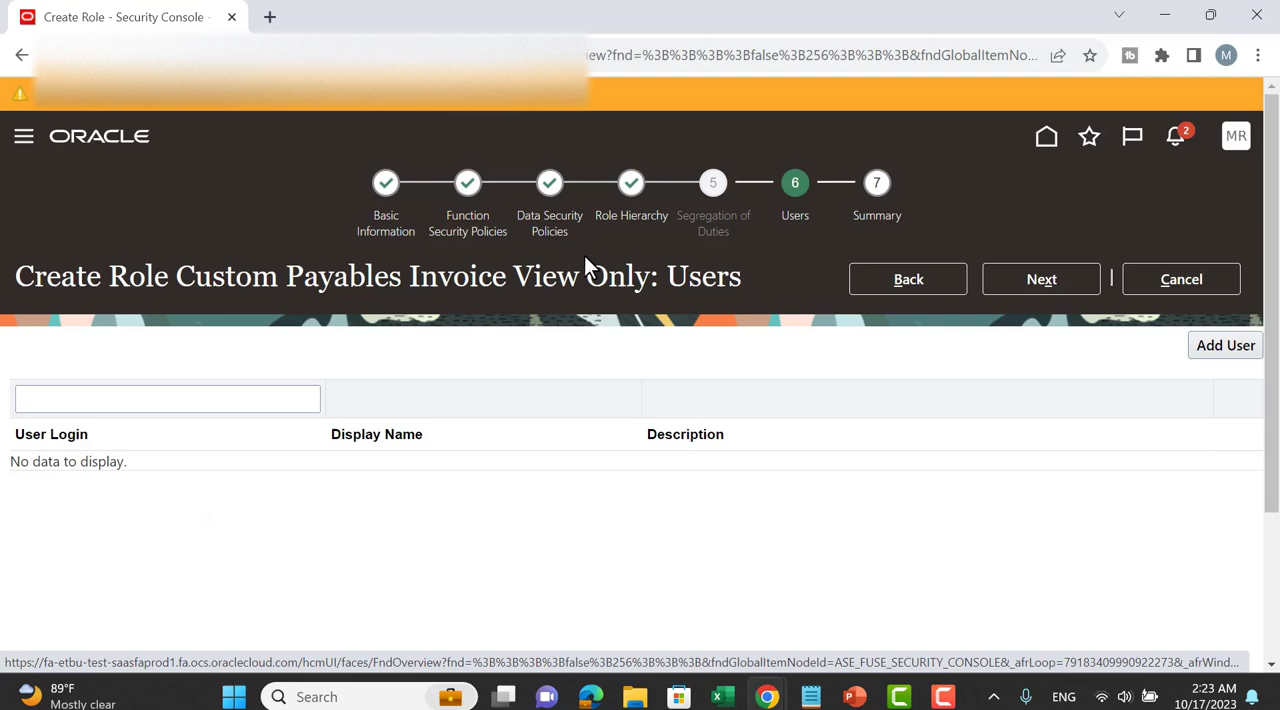 Create Role - Security Console -
iew?fnd=%3B%3B%3B%3Bfalse%3B256%3B%3B%3B&fndGlobalItemNo...
M
ORACLE
2
MR
5
6
7
Basic
Information
Function
Security Policies
Data Security
Policies
Role Hierarchy
Segregation of
Duties
Users
Summary
Create Role Custom Payables Invoice View Only: Users
Back
Next
Cancel
Add User
User Login
Display Name
Description
No data to display.
https://fa-etbu-test-saasfaprod1.fa.ocs.oraclecloud.com/hcmUI/faces/FndOverview?fnd=%3B%3B%3B%3Bfalse%3B256%3B%3B%3B&fndGlobalItemNodeId=ASE_FUSE_SECURITY_CONSOLE&_afrLoop=79183408990922273&_afrWind...
89°F
Mostly clear
Search
ENG
2:23 AM
10/17/2023